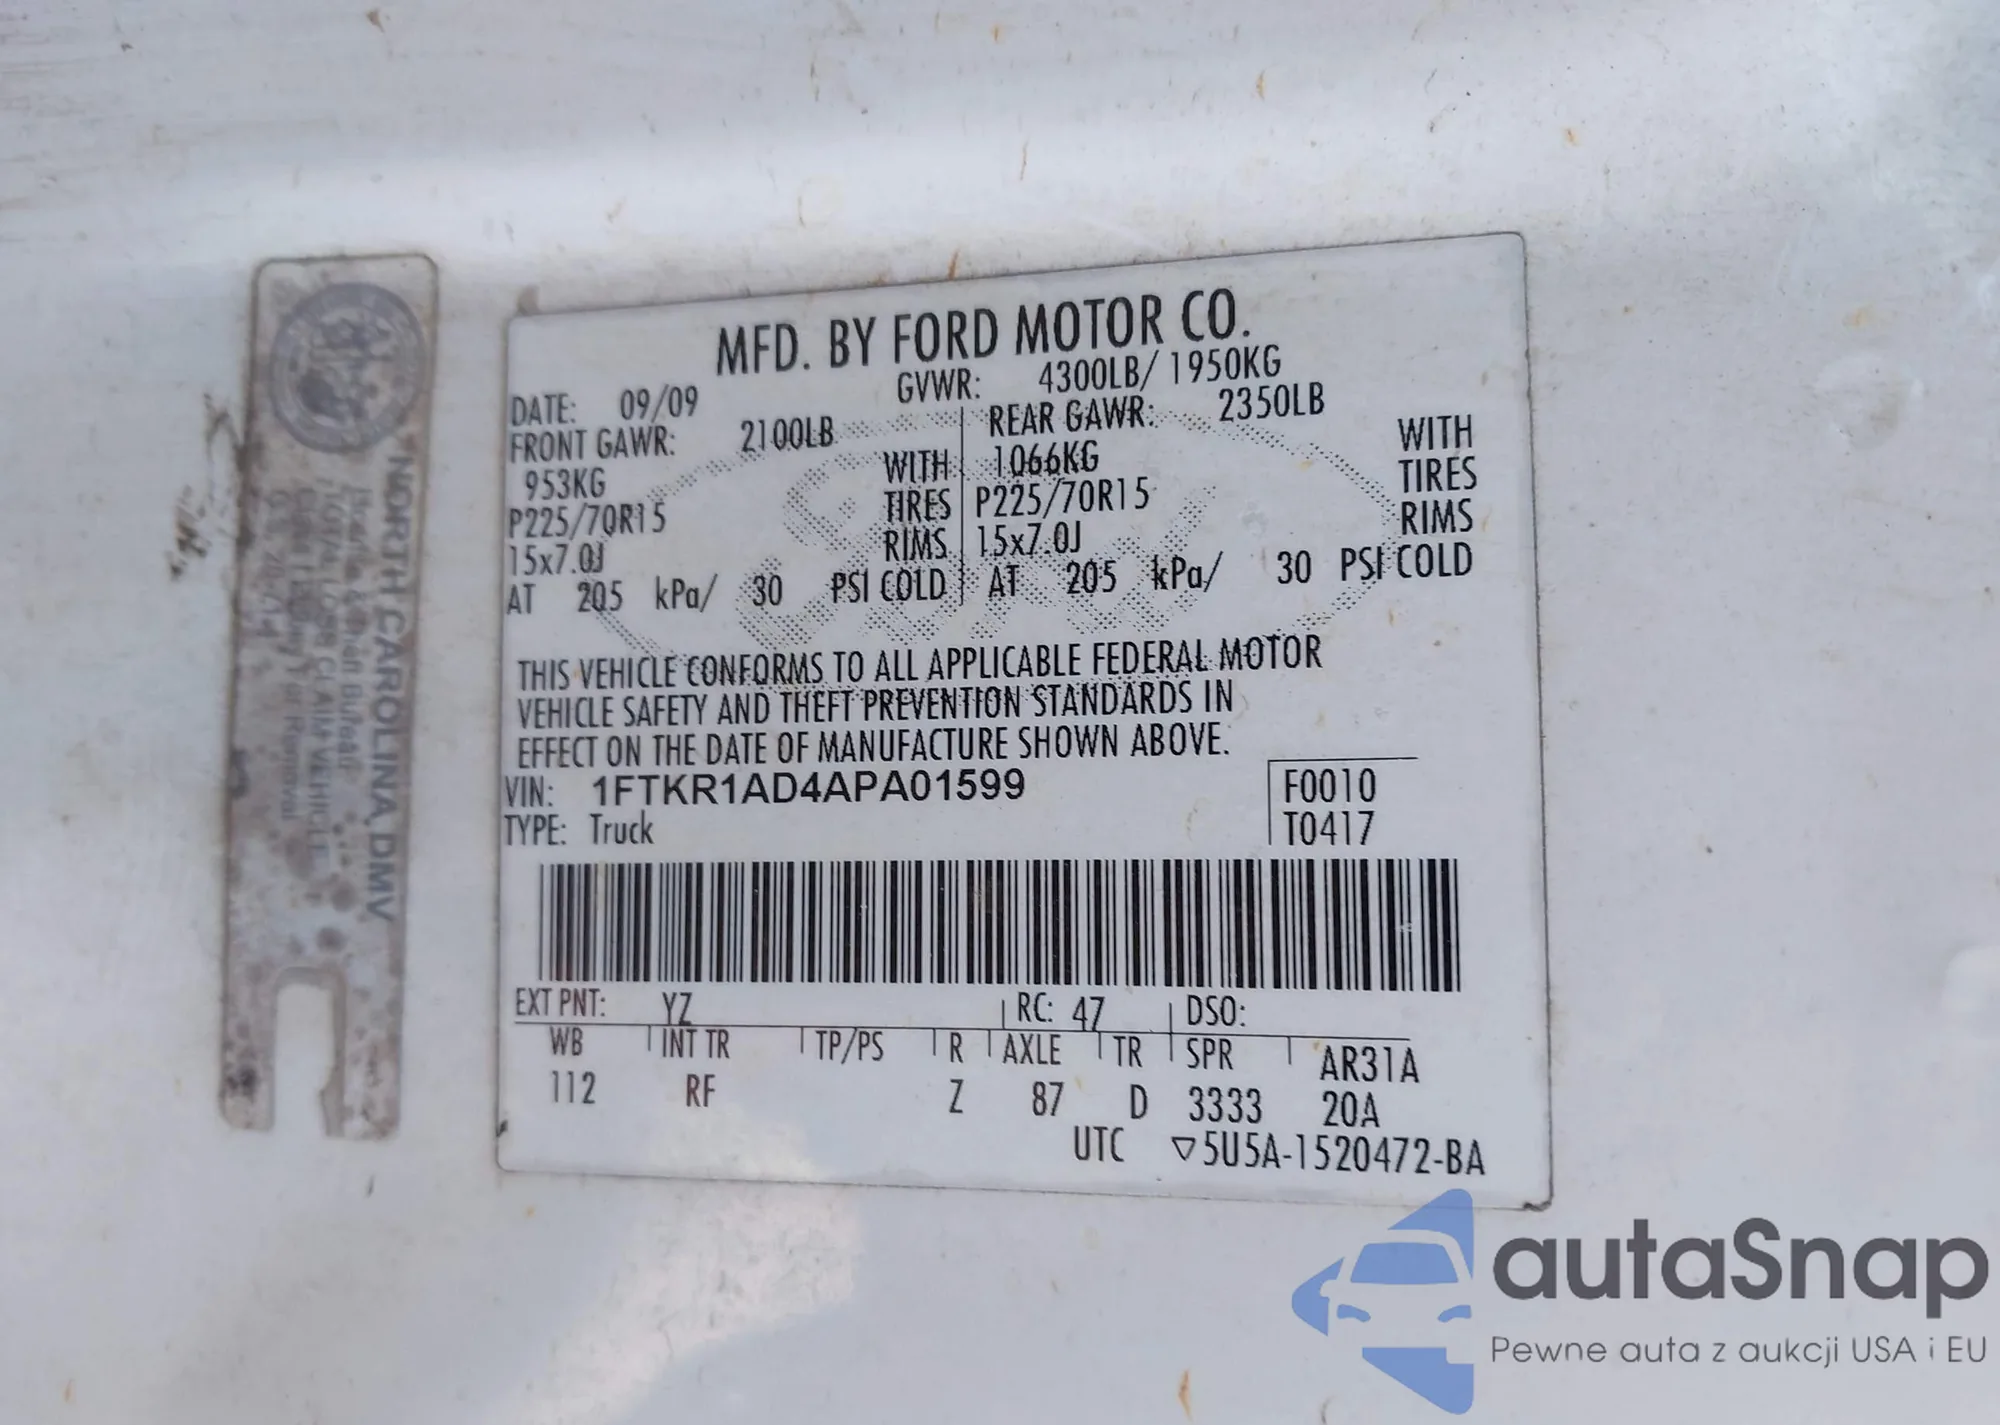 MFD. BY FORD MOTOR CO.
DATE: 09/09 GVWR: 4300LB/ 1950KG
FRONT GAWR: 2100LB REAR GAWR: 2350LB
953KG WITH 1066KG WITH
P225/70R15 TIRES P225/70R15 TIRES
15x7.0J RIMS 15x7.0J RIMS
AT 205 kPa/ 30 PSI COLD AT 205 kPa/ 30 PSI COLD
THIS VEHICLE CONFORMS TO ALL APPLICABLE FEDERAL MOTOR
VEHICLE SAFETY AND THEFT PREVENTION STANDARDS IN
EFFECT ON THE DATE OF MANUFACTURE SHOWN ABOVE.
VIN: 1FTKR1AD4APA01599 F0010
TYPE: Truck T0417
EXT PNT: YZ RC: 47 DSO:
WB INT TR TP/PS R AXLE TR SPR AR31A
112 RF Z 87 D 3333 20A
UTC ▽5U5A-1520472-BA
NORTH CAROLINA DMV
TOTAL LOSS CLAIM VEHICLE
Removal
autaSnap
Pewne auta z aukcji USA i EU